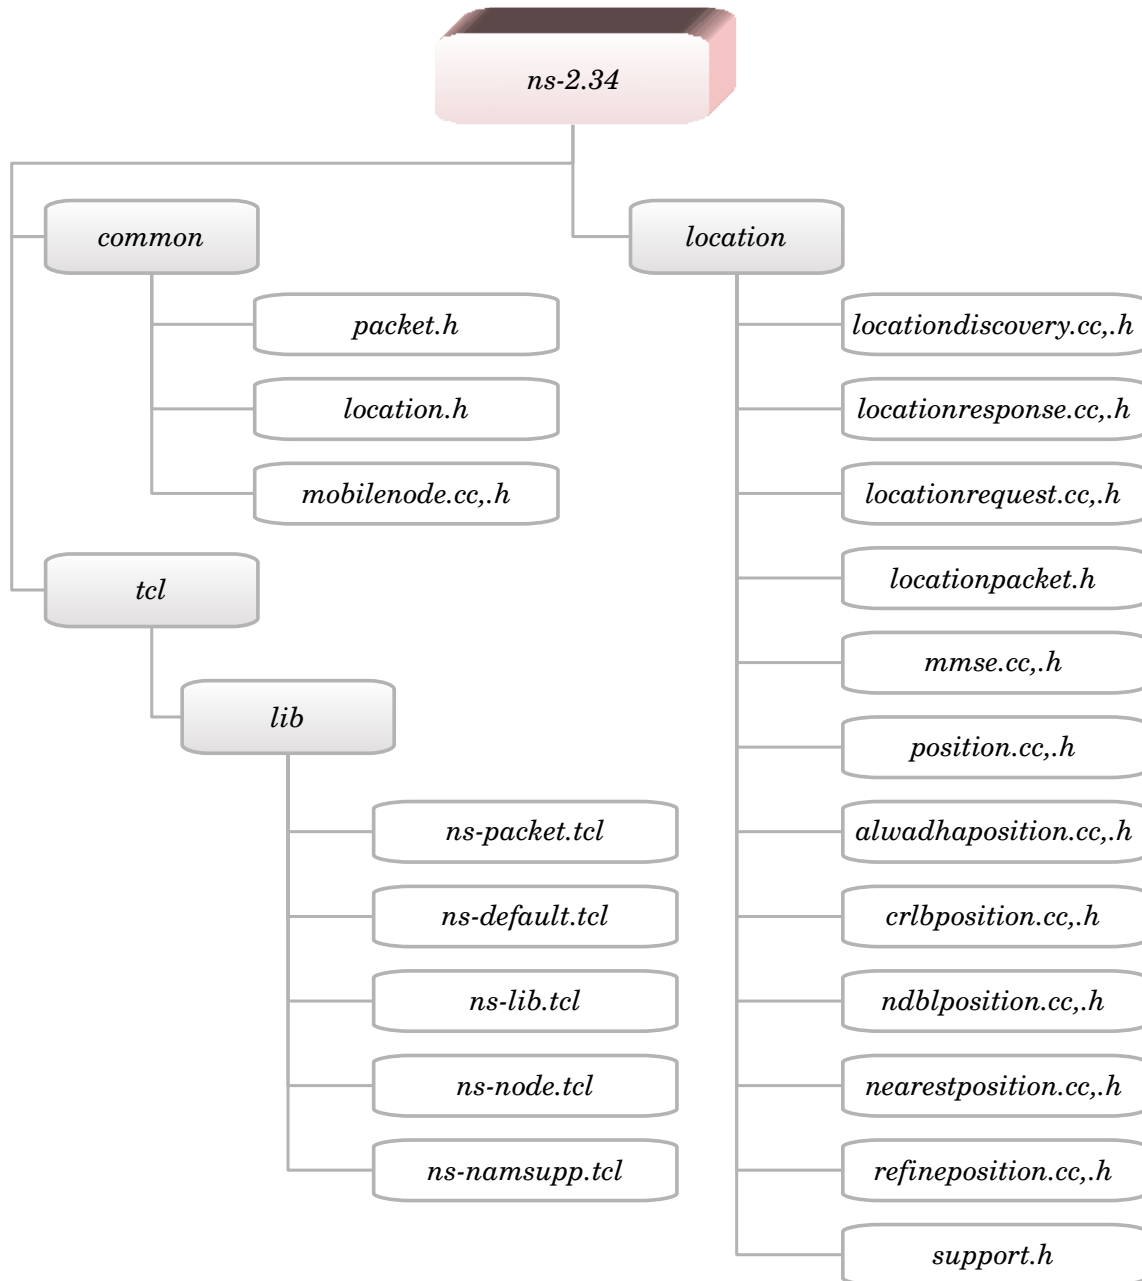 ns-2.34
common
packet.h
location.h
mobilenode.cc,.h
tcl
lib
ns-packet.tcl
ns-default.tcl
ns-lib.tcl
ns-node.tcl
ns-namsupp.tcl
location
locationdiscovery.cc,.h
locationresponse.cc,.h
locationrequest.cc,.h
locationpacket.h
mmse.cc,.h
position.cc,.h
alwadhaposition.cc,.h
crlbposition.cc,.h
ndblposition.cc,.h
nearestposition.cc,.h
refineposition.cc,.h
support.h